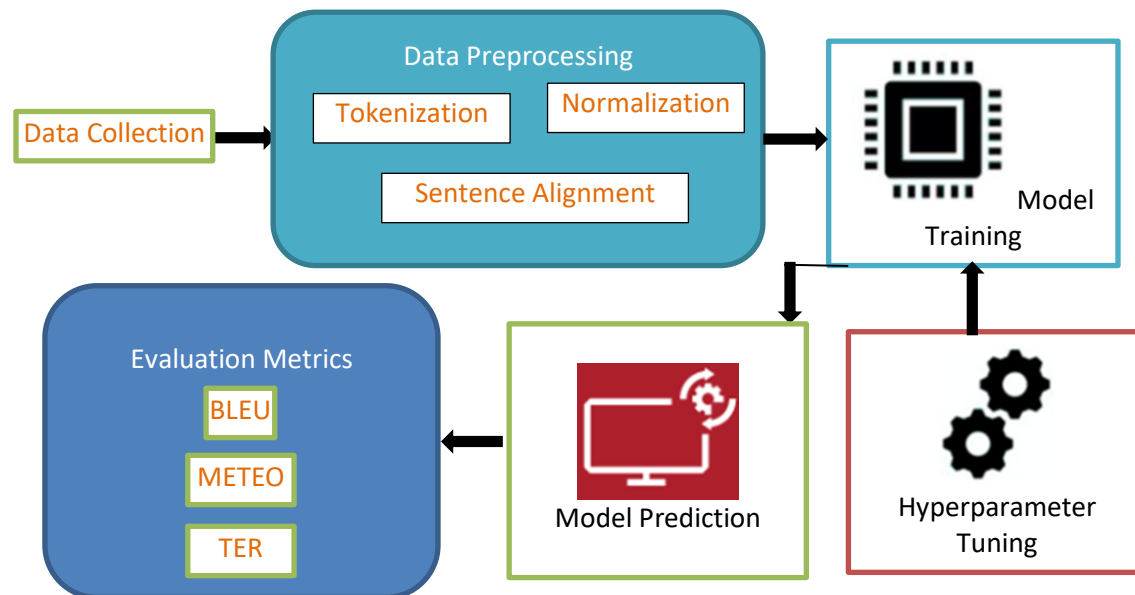 Data Collection
Data Preprocessing
Tokenization
Normalization
Sentence Alignment
Model
Training
Hyperparameter
Tuning
Model Prediction
Evaluation Metrics
BLEU
METEO
TER